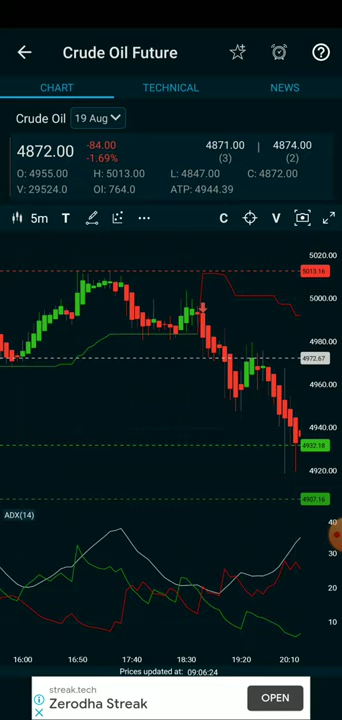 Crude Oil Future
CHART TECHNICAL NEWS
Crude Oil 19 Aug
4872.00 -84.00 -1.69% 4871.00 (3) | 4874.00 (2)
O: 4955.00 H: 5013.00 L: 4847.00 C: 4872.00
V: 29524.0 OI: 764.0 ATP: 4944.39
5m T C V
5020.00
5013.16
5000.00
4980.00
4972.67
4960.00
4940.00
4932.18
4920.00
4907.16
ADX(14)
40
30
20
10
16:00 16:50 17:40 18:30 19:20 20:10
Prices updated at: 09:06:24
streak.tech
Zerodha Streak
OPEN